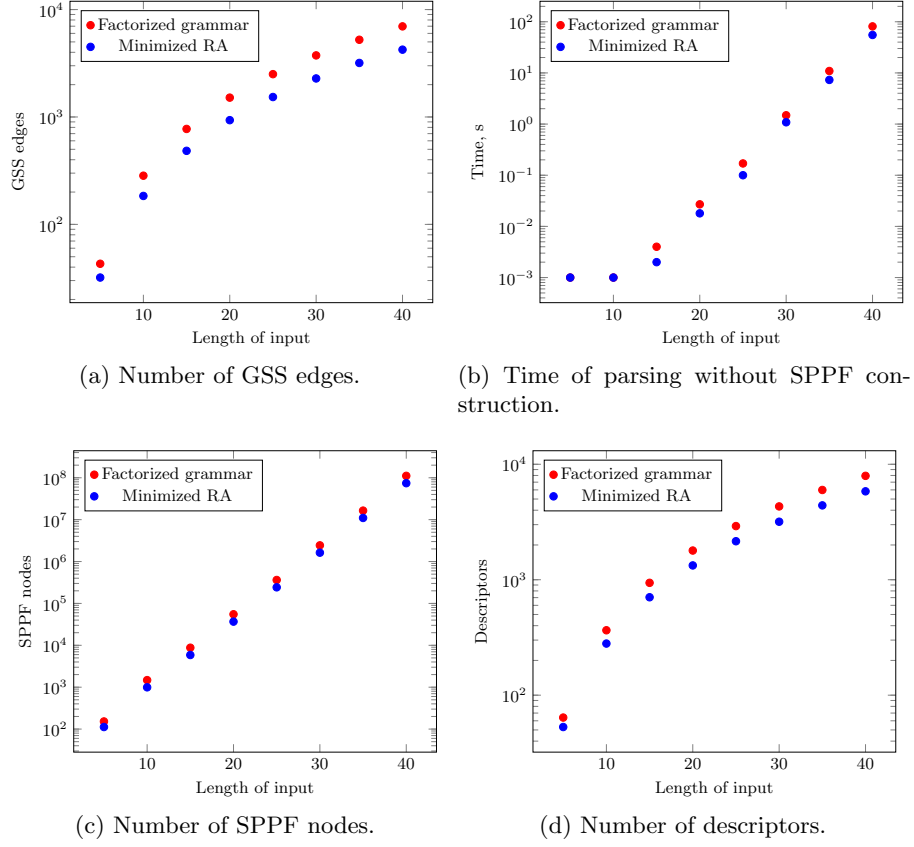 Factorized grammar
Minimized RA
10^4
10^3
10^2
GSS edges
10 20 30 40
Length of input
(a) Number of GSS edges.
Factorized grammar
Minimized RA
10^2
10^1
10^0
10^−1
10^−2
10^−3
Time, s
10 20 30 40
Length of input
(b) Time of parsing without SPPF con-
struction.
Factorized grammar
Minimized RA
10^8
10^7
10^6
10^5
10^4
10^3
10^2
SPPF nodes
10 20 30 40
Length of input
(c) Number of SPPF nodes.
Factorized grammar
Minimized RA
10^4
10^3
10^2
Descriptors
10 20 30 40
Length of input
(d) Number of descriptors.